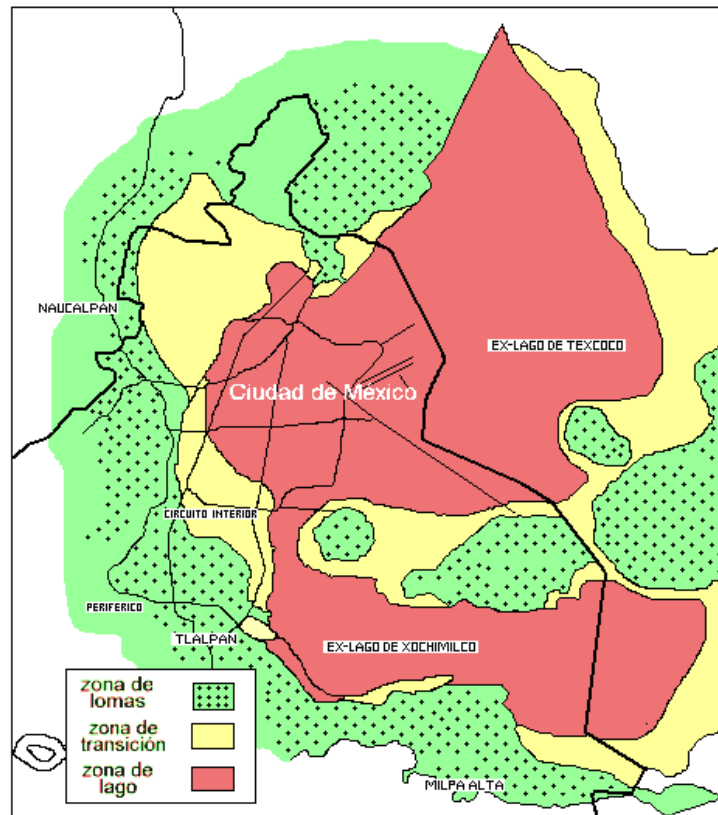 NAUCALPAN
EX-LAGO DE TEXCOCO
Ciudad de México
CIRCUITO INTERIOR
PERIFERICO
TLALPAN
EX-LAGO DE XOCHIMILCO
zona de
lomas
zona de
transición
zona de
lago
MILPA ALTA